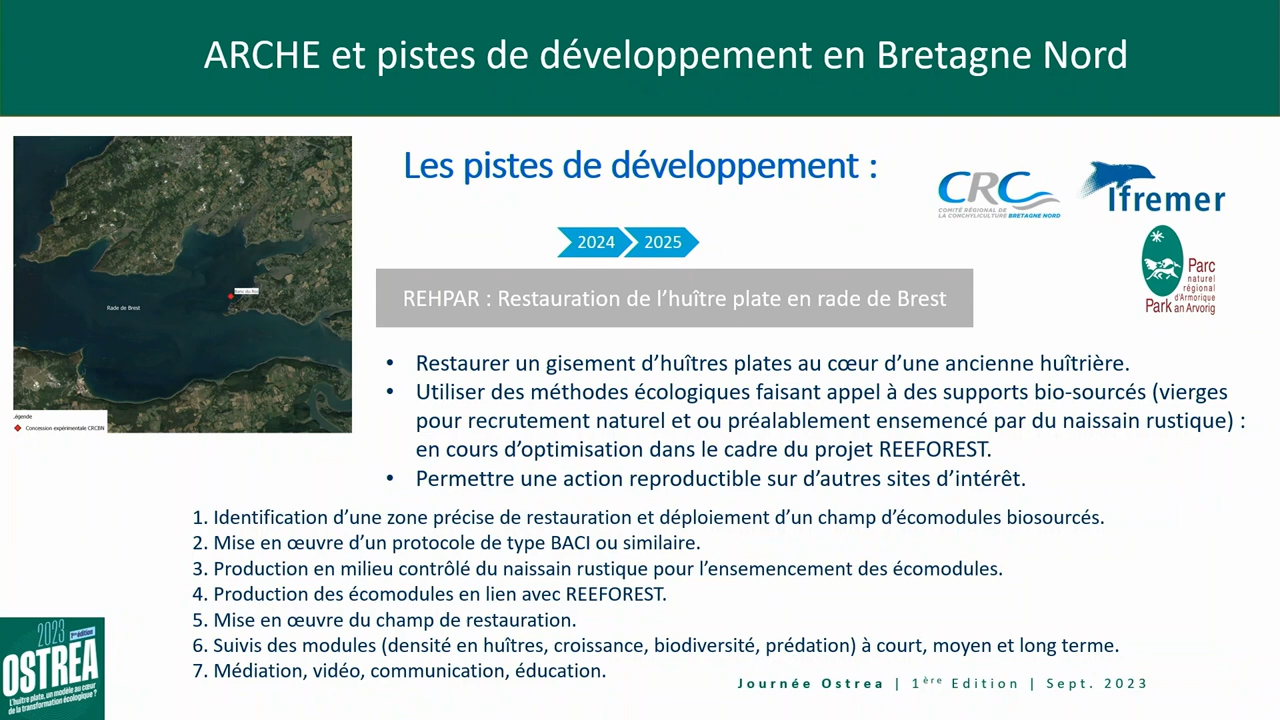 ARCHE et pistes de développement en Bretagne Nord
Les pistes de développement :
CRC
COMITÉ RÉGIONAL DE
LA CONCHYLICULTURE BRETAGNE NORD
Ifremer
2024 2025
Parc
naturel
régional
d'Armorique
Park an Arvorig
REHPAR : Restauration de l’huître plate en rade de Brest
Rade de Brest
Légende
Concession expérimentale CRCBN
• Restaurer un gisement d’huîtres plates au cœur d’une ancienne huîtrière.
• Utiliser des méthodes écologiques faisant appel à des supports bio-sourcés (vierges
pour recrutement naturel et ou préalablement ensemencé par du naissain rustique) :
en cours d’optimisation dans le cadre du projet REEFOREST.
• Permettre une action reproductible sur d’autres sites d’intérêt.
1. Identification d’une zone précise de restauration et déploiement d’un champ d’écomodules biosourcés.
2. Mise en œuvre d’un protocole de type BACI ou similaire.
3. Production en milieu contrôlé du naissain rustique pour l’ensemencement des écomodules.
4. Production des écomodules en lien avec REEFOREST.
5. Mise en œuvre du champ de restauration.
6. Suivis des modules (densité en huîtres, croissance, biodiversité, prédation) à court, moyen et long terme.
7. Médiation, vidéo, communication, éducation.
2023
1ère édition
OSTREA
L'huître plate, un modèle au cœur
de la transformation écologique ?
Journée Ostrea | 1ère Edition | Sept. 2023